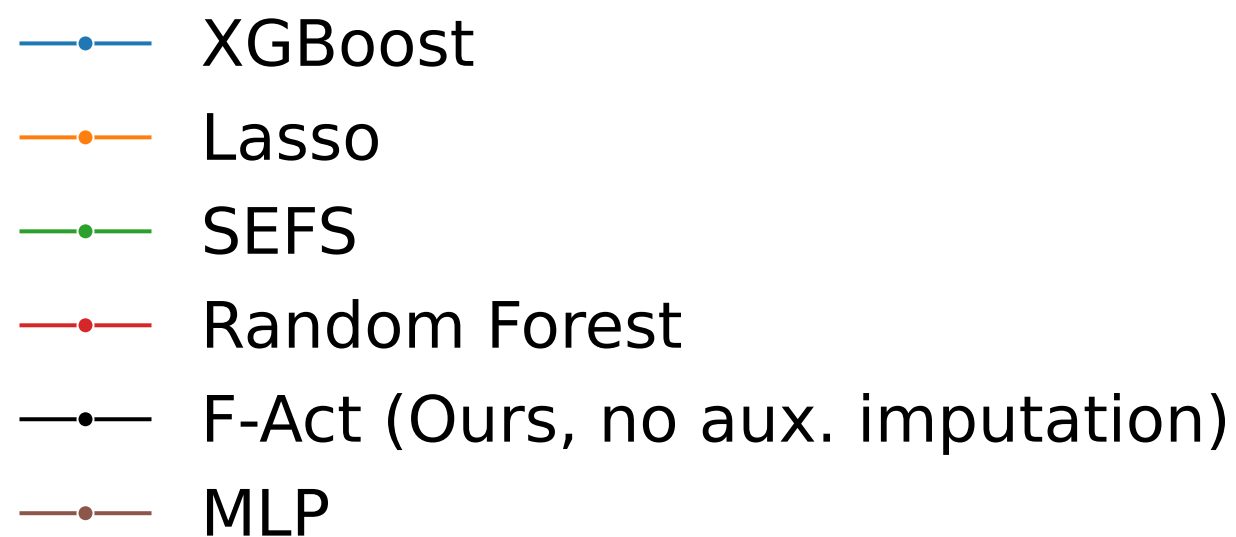 XGBoost
Lasso
SEFS
Random Forest
F-Act (Ours, no aux. imputation)
MLP